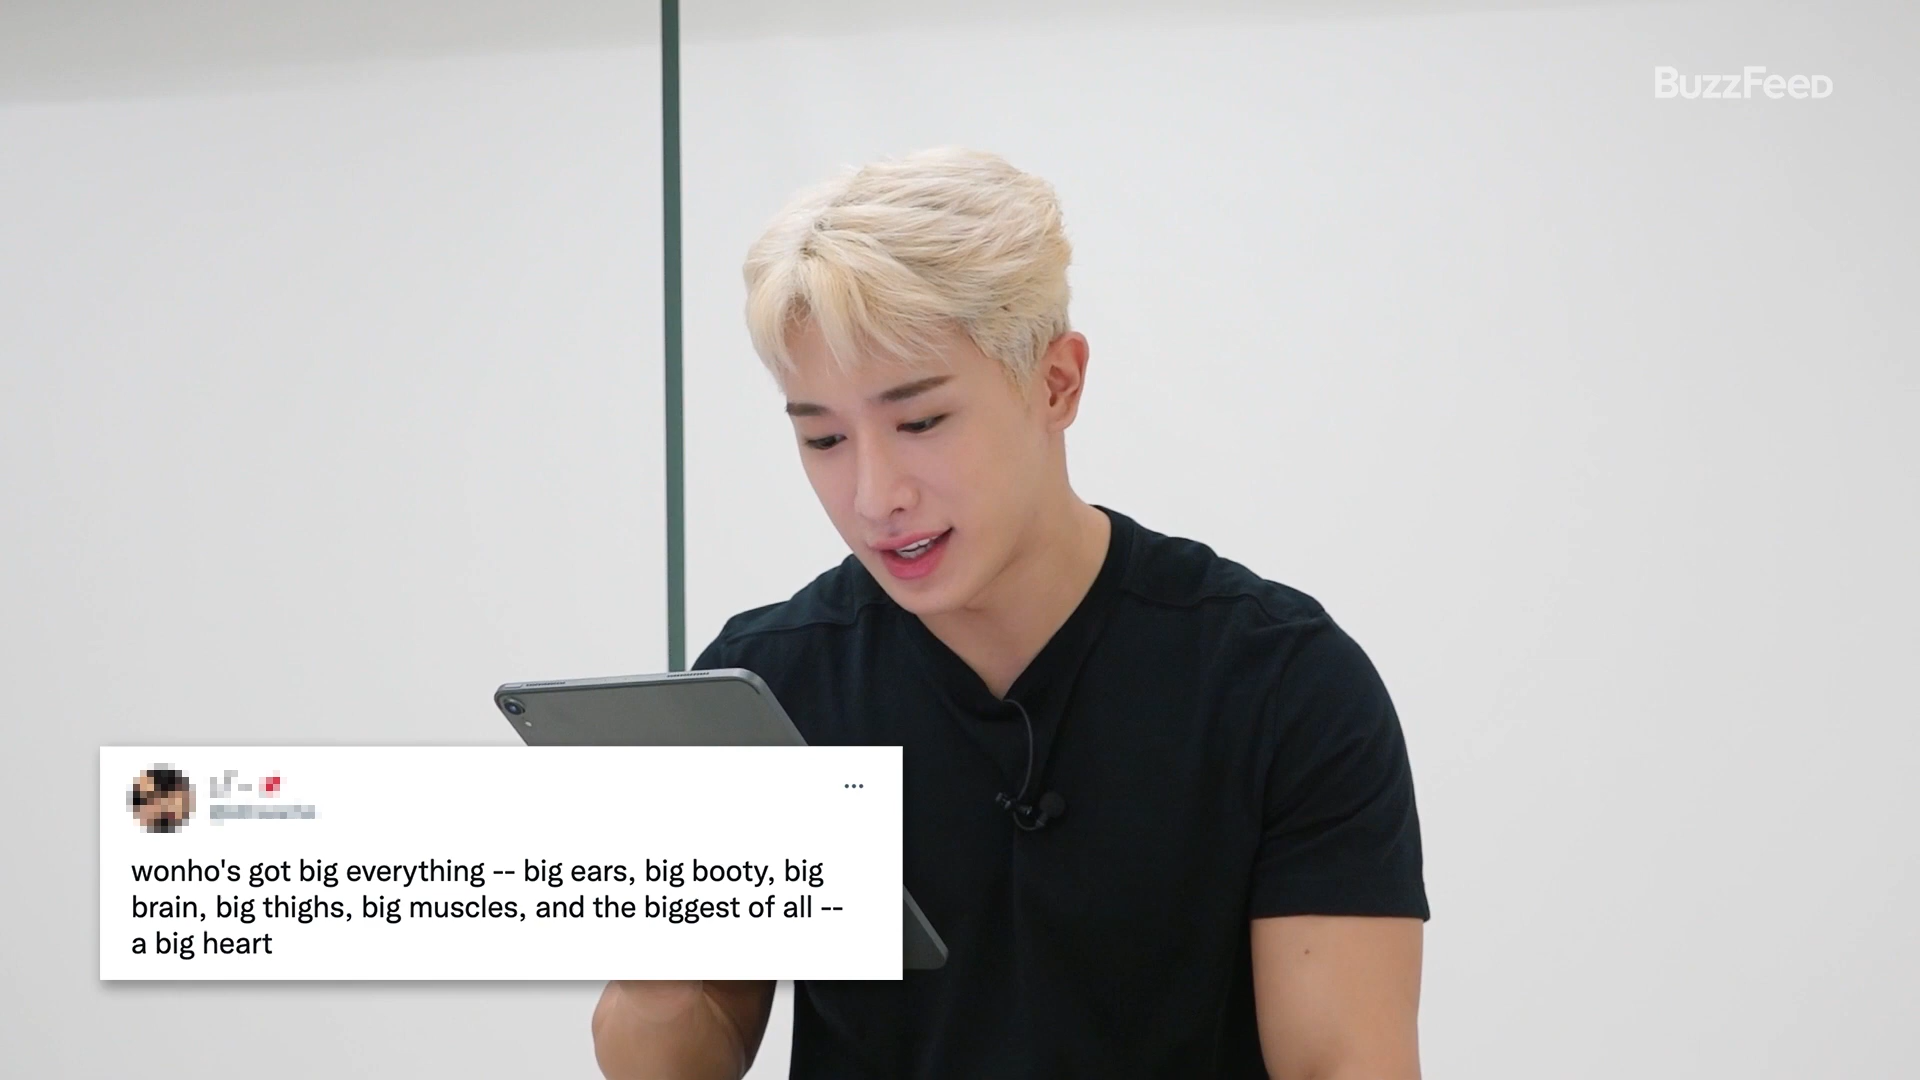 BuzzFeed
wonho's got big everything -- big ears, big booty, big
brain, big thighs, big muscles, and the biggest of all --
a big heart